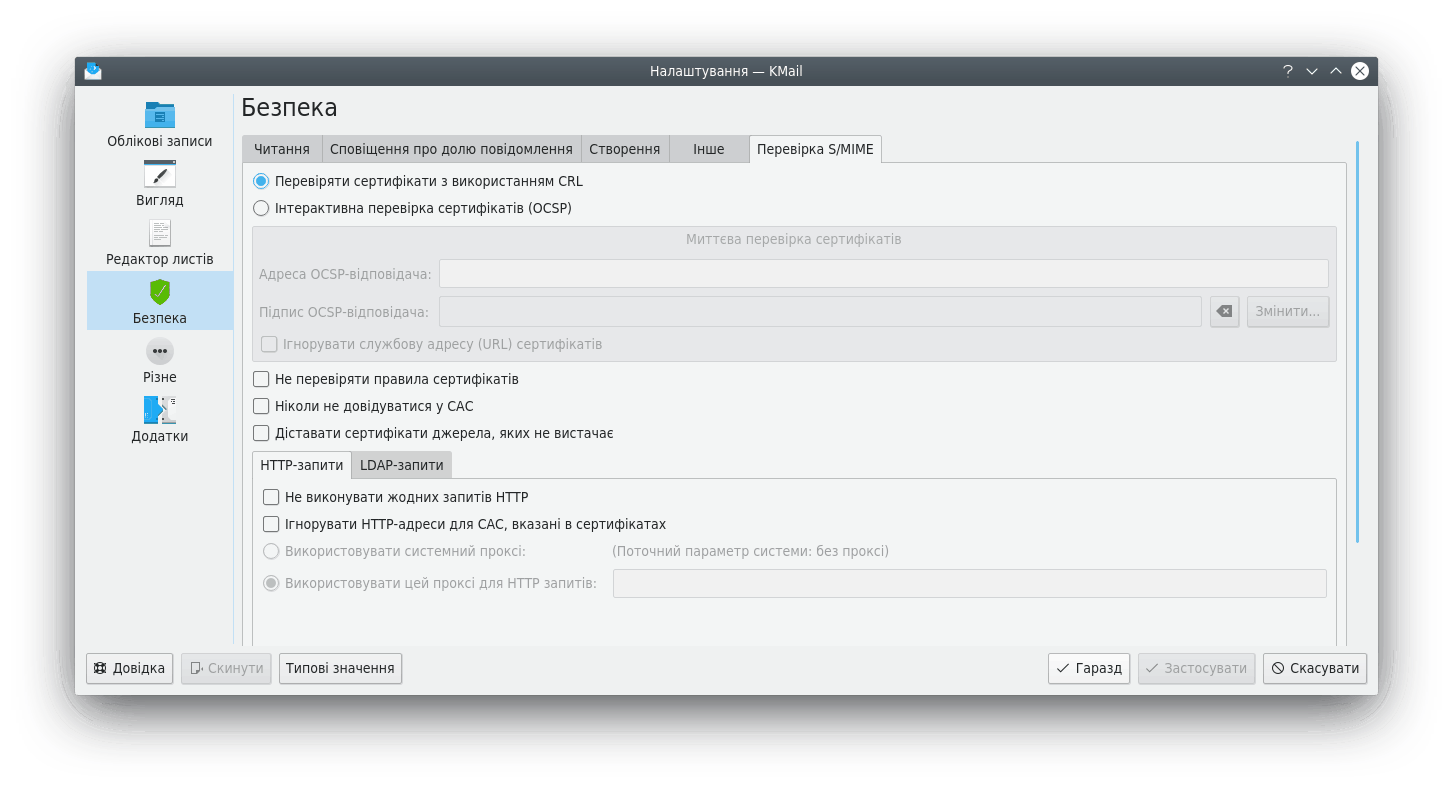 Налаштування — KMail
?
Облікові записи
Вигляд
Редактор листів
Безпека
Різне
Додатки
Безпека
Читання Сповіщення про долю повідомлення Створення Інше Перевірка S/MIME
Перевіряти сертифікати з використанням CRL
Інтерактивна перевірка сертифікатів (OCSP)
Миттєва перевірка сертифікатів
Адреса OCSP-відповідача:
Підпис OCSP-відповідача: Змінити...
Ігнорувати службову адресу (URL) сертифікатів
Не перевіряти правила сертифікатів
Ніколи не довідуватися у САС
Діставати сертифікати джерела, яких не вистачає
HTTP-запити LDAP-запити
Не виконувати жодних запитів HTTP
Ігнорувати HTTP-адреси для САС, вказані в сертифікатах
Використовувати системний проксі: (Поточний параметр системи: без проксі)
Використовувати цей проксі для HTTP запитів:
Довідка Скинути Типові значення Гаразд Застосувати Скасувати